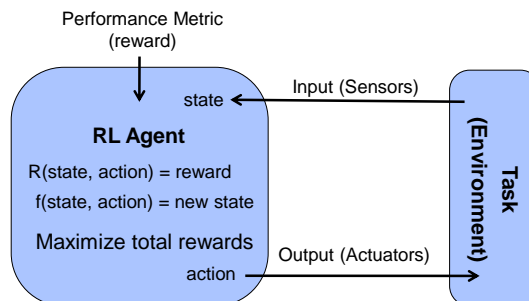 Performance Metric
(reward)
state
Input (Sensors)
RL Agent
R(state, action) = reward
f(state, action) = new state
Maximize total rewards
action
Output (Actuators)
Task
(Environment)